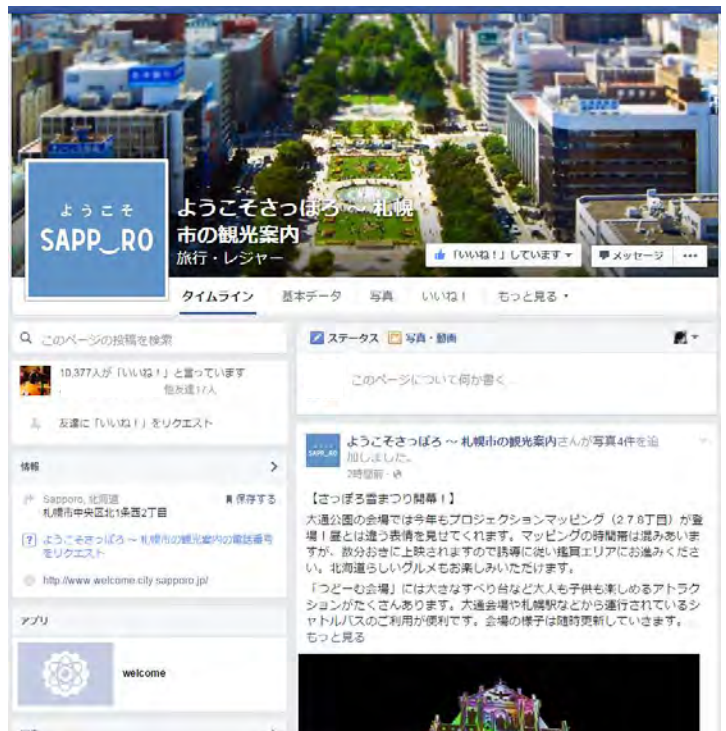 ようこそ
SAPP_RO
ようこそさっぽろ ～ 札幌
市の観光案内
旅行・レジャー
「いいね！」しています
メッセージ
タイムライン 基本データ 写真 いいね！ もっと見る
このページの投稿を検索
10,377人が「いいね！」と言っています
他友達17人
友達に「いいね！」をリクエスト
情報
Sapporo, 北海道
保存する
札幌市中央区北1条西2丁目
ようこそさっぽろ ～ 札幌市の観光案内の電話番号
をリクエスト
http://www.welcome.city.sapporo.jp/
アプリ
welcome
ステータス 写真・動画
このページについて何か書く...
ようこそさっぽろ ～ 札幌市の観光案内さんが写真4件を追
加しました。
2時間前
【さっぽろ雪まつり開幕！】
大通公園の会場では今年もプロジェクションマッピング（2.7.8丁目）が登
場！昼とは違う表情を見せてくれます。マッピングの時間帯は混みあいま
すが、数分おきに上映されますので誘導に従い鑑賞エリアにお進みくださ
い。北海道らしいグルメもお楽しみいただけます。
「つどーむ会場」には大きなすべり台など大人も子供も楽しめるアトラク
ションがたくさんあります。大通会場や札幌駅などから運行されているシ
ャトルバスのご利用が便利です。会場の様子は随時更新していきます。
もっと見る